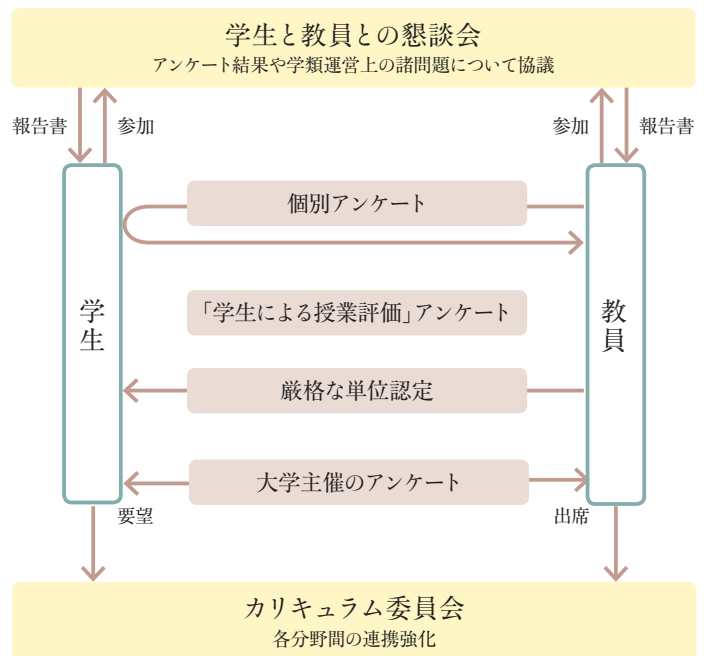 学生と教員との懇談会
アンケート結果や学類運営上の諸問題について協議
報告書
参加
参加
報告書
個別アンケート
学生
「学生による授業評価」アンケート
教員
厳格な単位認定
大学主催のアンケート
要望
出席
カリキュラム委員会
各分野間の連携強化